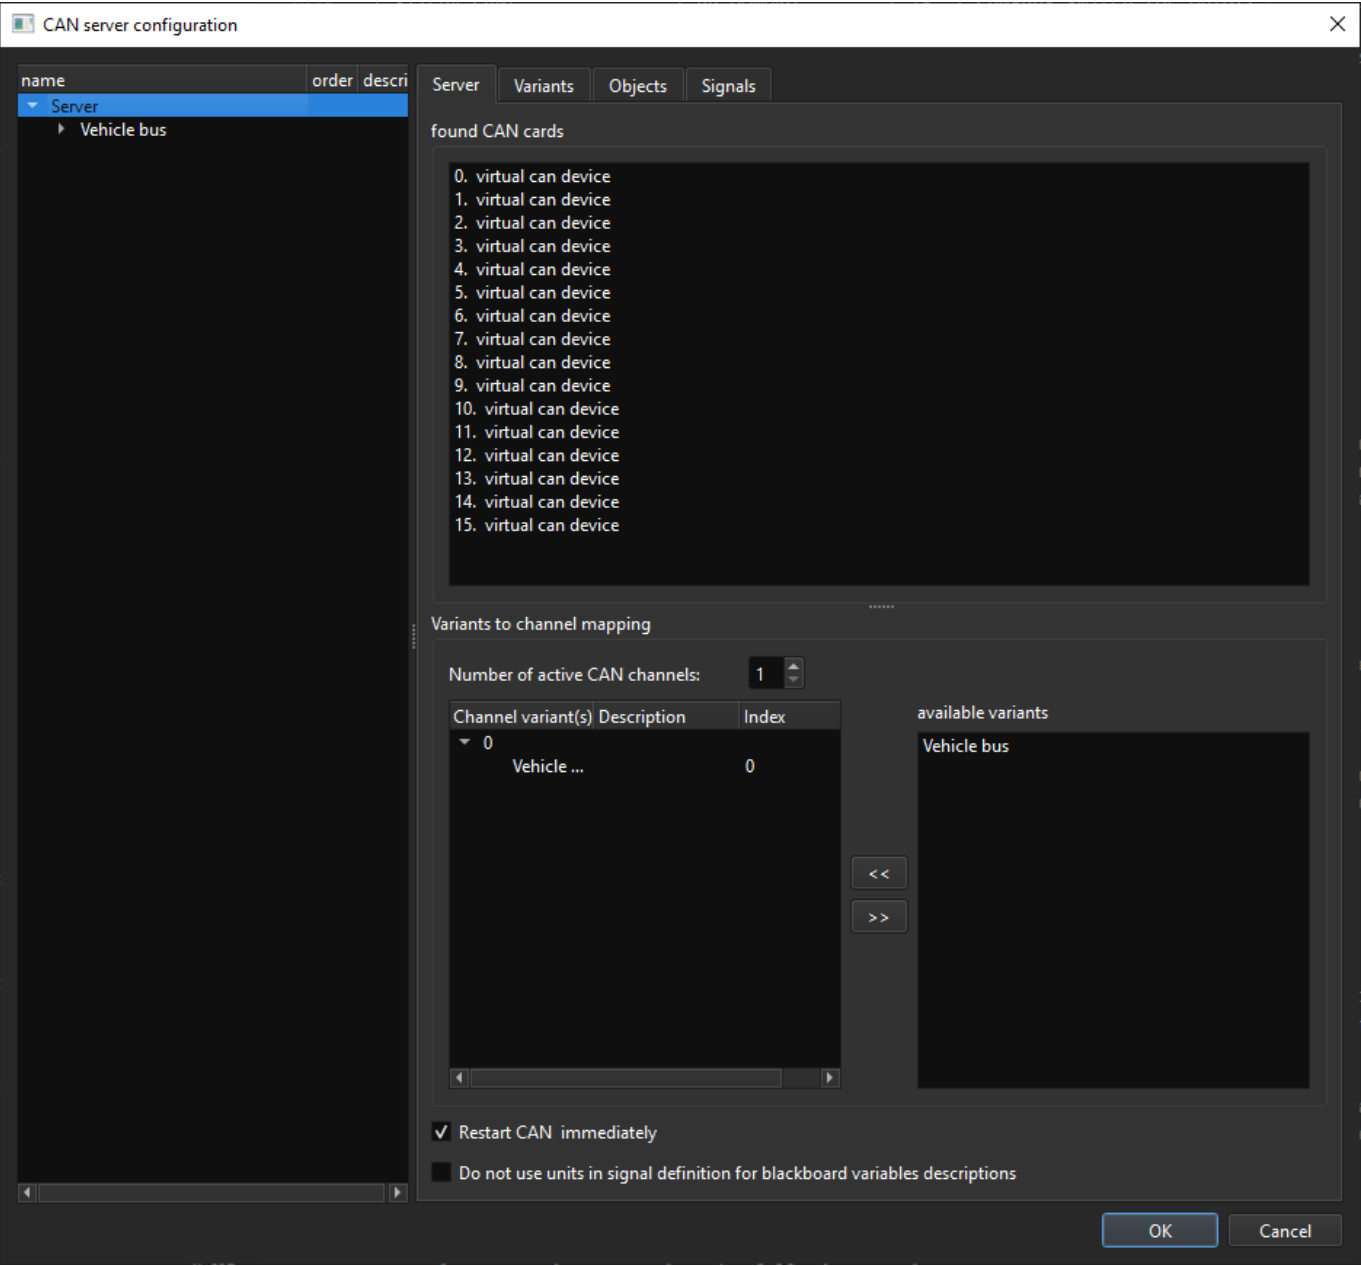 CAN server configuration
name order descri
Server
Vehicle bus
Server Variants Objects Signals
found CAN cards
0. virtual can device
1. virtual can device
2. virtual can device
3. virtual can device
4. virtual can device
5. virtual can device
6. virtual can device
7. virtual can device
8. virtual can device
9. virtual can device
10. virtual can device
11. virtual can device
12. virtual can device
13. virtual can device
14. virtual can device
15. virtual can device
Variants to channel mapping
Number of active CAN channels: 1
Channel variant(s) Description Index
0
Vehicle ... 0
<<
>>
available variants
Vehicle bus
Restart CAN immediately
Do not use units in signal definition for blackboard variables descriptions
OK Cancel